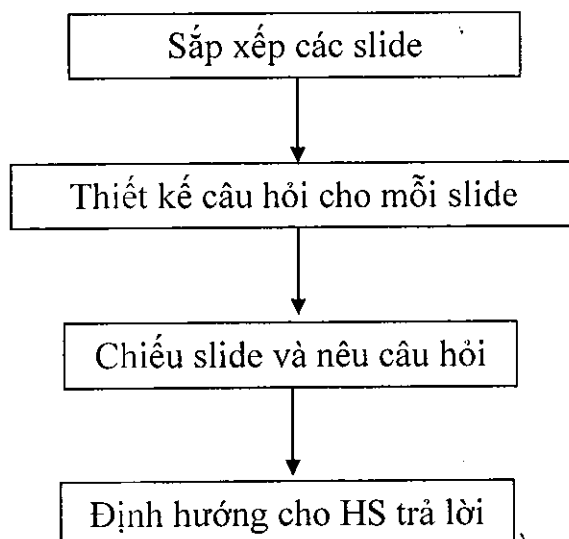 Sắp xếp các slide
Thiết kế câu hỏi cho mỗi slide
Chiếu slide và nêu câu hỏi
Định hướng cho HS trả lời